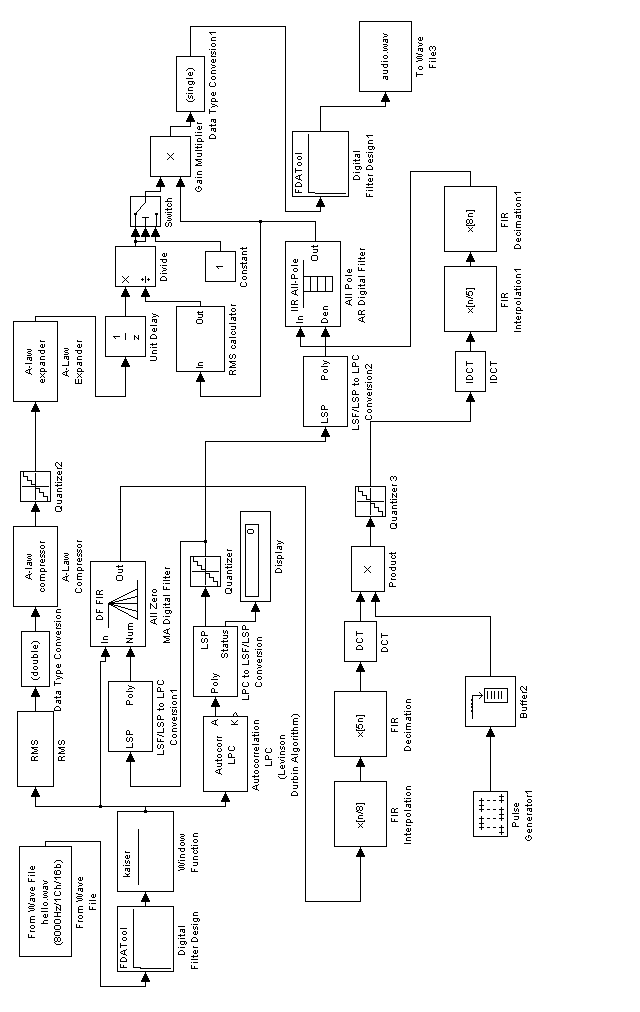 From Wave File
hello.wav
(8000Hz/1Ch/16b)
From Wave
File
FDATool
Digital
Filter Design
kaiser
Window
Function
RMS
RMS
(double)
Data Type Conversion
A-law
compressor
A-Law
Compressor
Quantizer2
A-law
expander
A-Law
Expander
1
z
Unit Delay
×
÷
Divide
Switch
1
Constant
In
Out
RMS calculator
×
Gain Multiplier
(single)
Data Type Conversion1
FDATool
Digital
Filter Design1
audio.wav
To Wave
File3
LSP
Poly
LSF/LSP to LPC
Conversion1
In
DF FIR
Num
Out
All Zero
MA Digital Filter
Autocorr
LPC
A
K
Autocorrelation
LPC
(Levinson
Durbin Algorithm)
Poly
LSP
Status
LPC to LSF/LSP
Conversion
Quantizer
0
Display
LSP
Poly
LSF/LSP to LPC
Conversion2
In
IIR All-Pole
Den
Out
All Pole
AR Digital Filter
x[n/8]
FIR
Interpolation
x[5n]
FIR
Decimation
DCT
DCT
×
Product
Quantizer 3
IDCT
IDCT
x[n/5]
FIR
Interpolation1
x[8n]
FIR
Decimation1
Pulse
Generator1
Buffer2